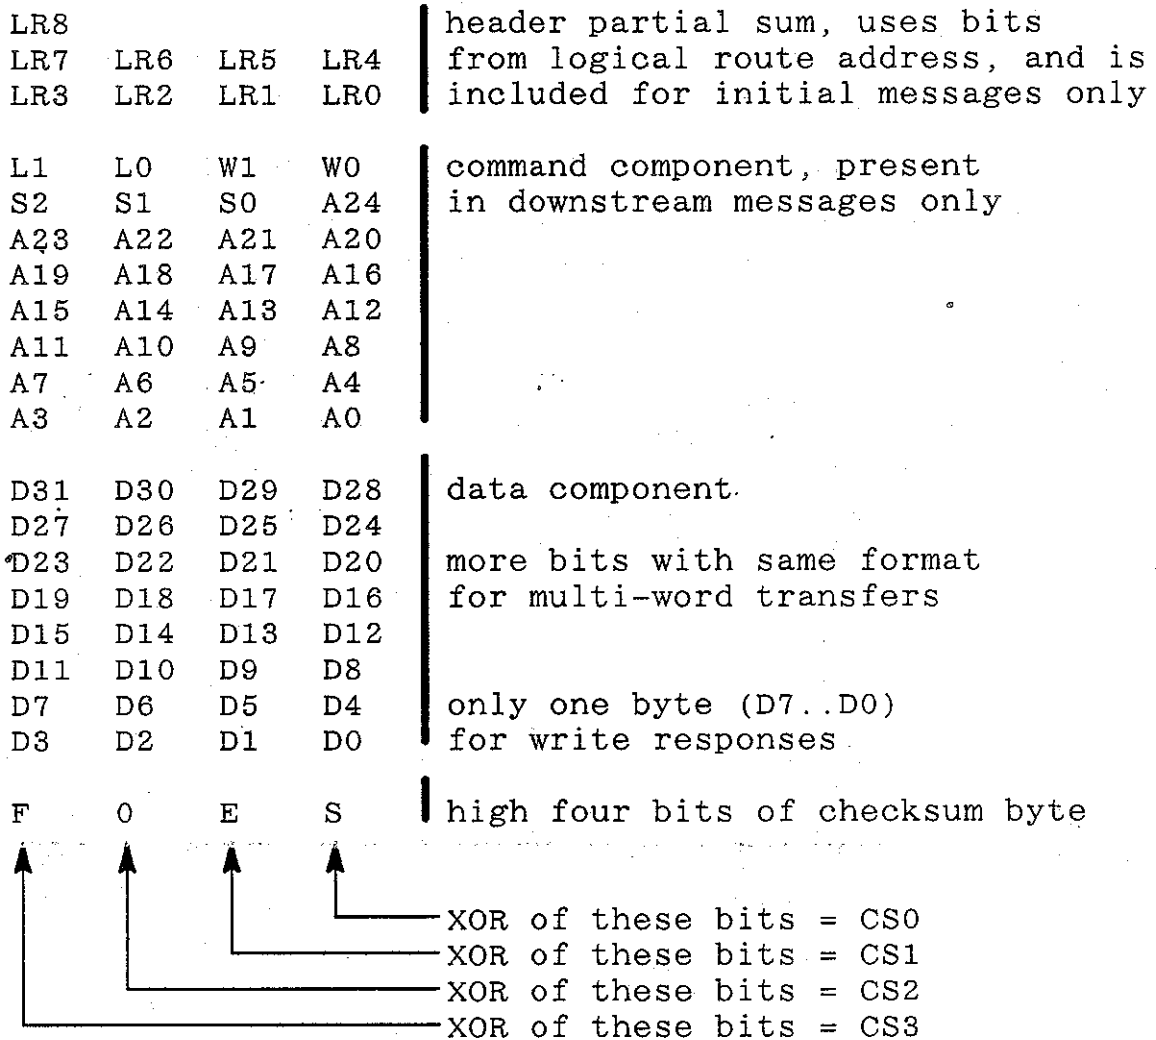 LR8 header partial sum, uses bits
LR7 LR6 LR5 LR4 from logical route address, and is
LR3 LR2 LR1 LR0 included for initial messages only
L1 L0 W1 W0 command component, present
S2 S1 S0 A24 in downstream messages only
A23 A22 A21 A20
A19 A18 A17 A16
A15 A14 A13 A12
A11 A10 A9 A8
A7 A6 A5 A4
A3 A2 A1 A0
D31 D30 D29 D28 data component
D27 D26 D25 D24
D23 D22 D21 D20 more bits with same format
D19 D18 D17 D16 for multi-word transfers
D15 D14 D13 D12
D11 D10 D9 D8
D7 D6 D5 D4 only one byte (D7..D0)
D3 D2 D1 D0 for write responses
F 0 E S high four bits of checksum byte
XOR of these bits = CS0
XOR of these bits = CS1
XOR of these bits = CS2
XOR of these bits = CS3